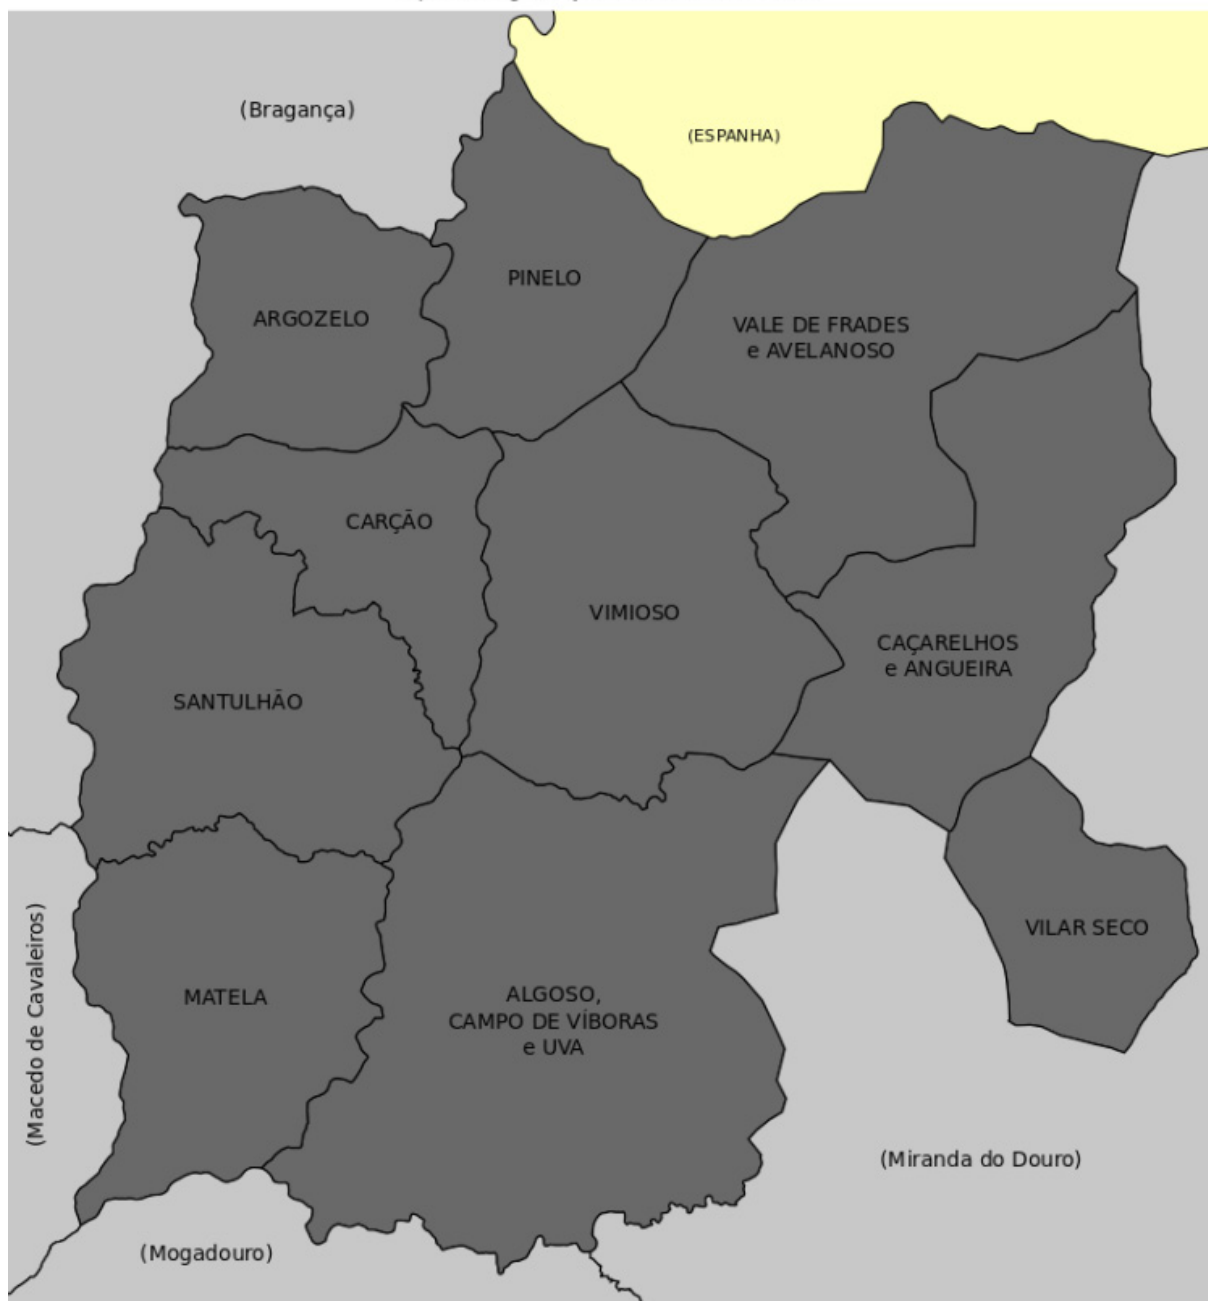 (Bragança)
(ESPANHA)
PINELO
ARGOZELO
VALE DE FRADES
e AVELANOSO
CARÇÃO
VIMIOSO
CAÇARELHOS
e ANGUEIRA
SANTULHÃO
VILAR SECO
(Macedo de Cavaleiros)
MATELA
ALGOSO,
CAMPO DE VÍBORAS
e UVA
(Miranda do Douro)
(Mogadouro)